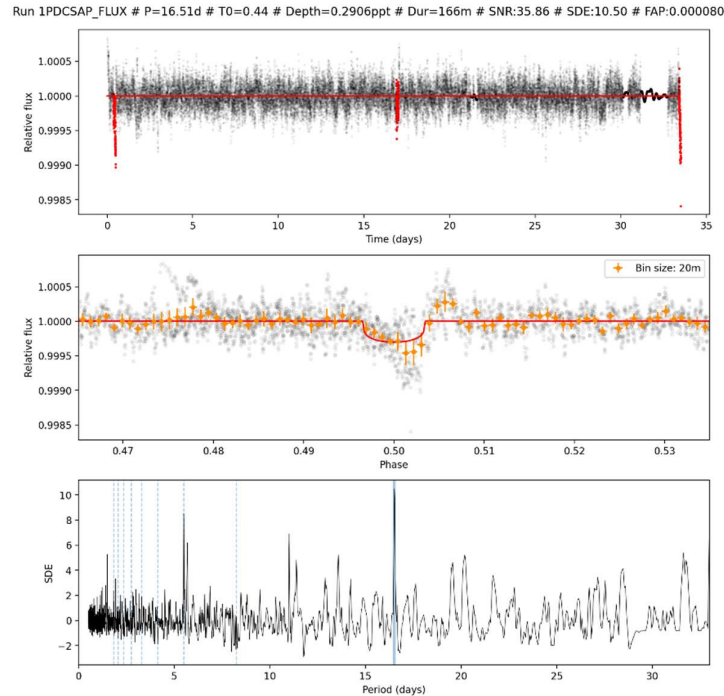 Run 1PDCSAP_FLUX # P=16.51d # T0=0.44 # Depth=0.2906ppt # Dur=166m # SNR:35.86 # SDE:10.50 # FAP:0.000080
1.0005
1.0000
0.9995
0.9990
0.9985
Relative flux
0 5 10 15 20 25 30 35
Time (days)
Bin size: 20m
1.0005
1.0000
0.9995
0.9990
0.9985
Relative flux
0.47 0.48 0.49 0.50 0.51 0.52 0.53
Phase
10
8
6
4
2
0
−2
SDE
0 5 10 15 20 25 30
Period (days)